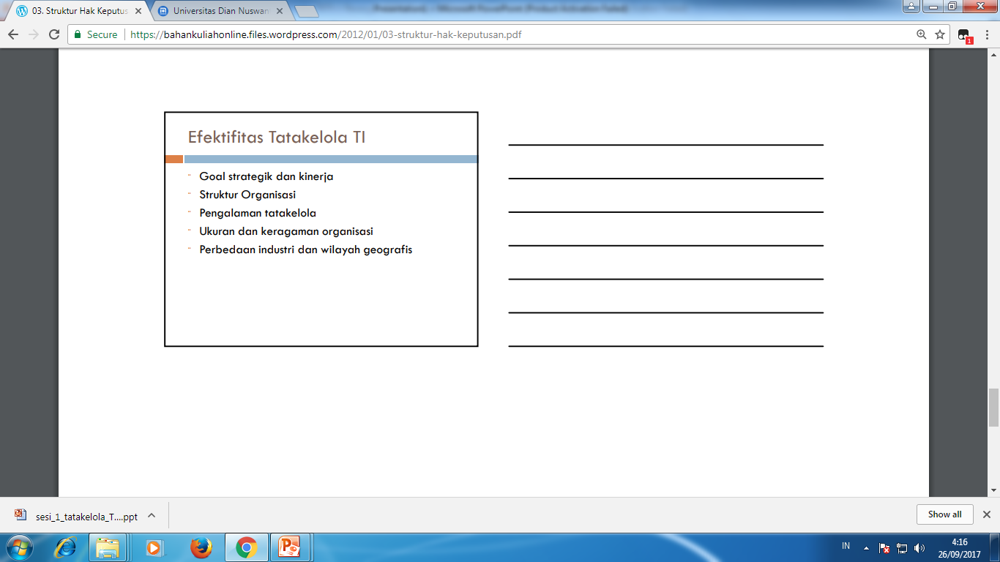 Presentation1 - Microsoft PowerPoint (Product Activation Failed)
03. Struktur Hak Keputus
Universitas Dian Nuswan
Secure
https://bahankuliahonline.files.wordpress.com/2012/01/03-struktur-hak-keputusan.pdf
1
Efektifitas Tatakelola TI
Goal strategik dan kinerja
Struktur Organisasi
Pengalaman tatakelola
Ukuran dan keragaman organisasi
Perbedaan industri dan wilayah geografis
sesi_1_tatakelola_T....ppt
Show all
IN
4:16
26/09/2017